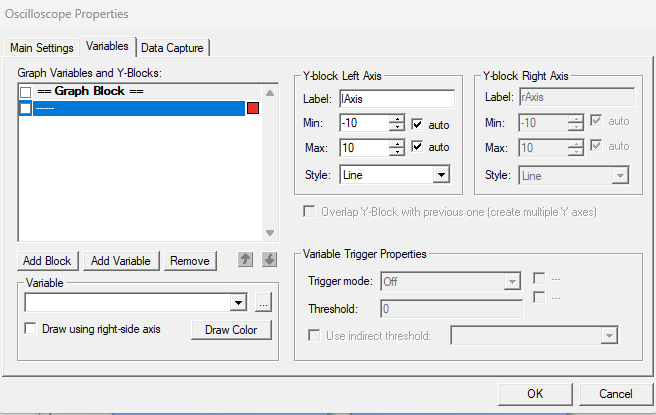 Oscilloscope Properties
Main Settings Variables Data Capture
Graph Variables and Y-Blocks:
== Graph Block ==
------
Add Block Add Variable Remove
Variable
...
Draw using right-side axis Draw Color
Y-block Left Axis
Label: lAxis
Min: -10 auto
Max: 10 auto
Style: Line
Y-block Right Axis
Label: rAxis
Min: -10 auto
Max: 10 auto
Style: Line
Overlap Y-Block with previous one (create multiple Y axes)
Variable Trigger Properties
Trigger mode: Off ...
Threshold: 0 ...
Use indirect threshold:
OK Cancel